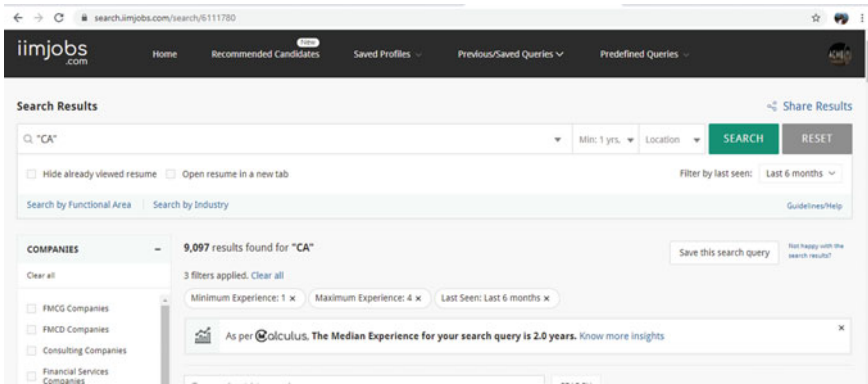 search.iimjobs.com/search/6111780
iimjobs
.com
Home
New
Recommended Candidates
Saved Profiles
Previous/Saved Queries
Predefined Queries
Search Results
Share Results
"CA"
Min: 1 yrs.
Location
SEARCH
RESET
Hide already viewed resume
Open resume in a new tab
Filter by last seen:
Last 6 months
Search by Functional Area
Search by Industry
Guidelines/Help
COMPANIES
9,097 results found for "CA"
Save this search query
Not happy with the
search results?
Clear all
3 filters applied. Clear all
Minimum Experience: 1 x
Maximum Experience: 4 x
Last Seen: Last 6 months x
FMCG Companies
FMCD Companies
Consulting Companies
Financial Services
Companies
As per Calculus, The Median Experience for your search query is 2.0 years. Know more insights
x